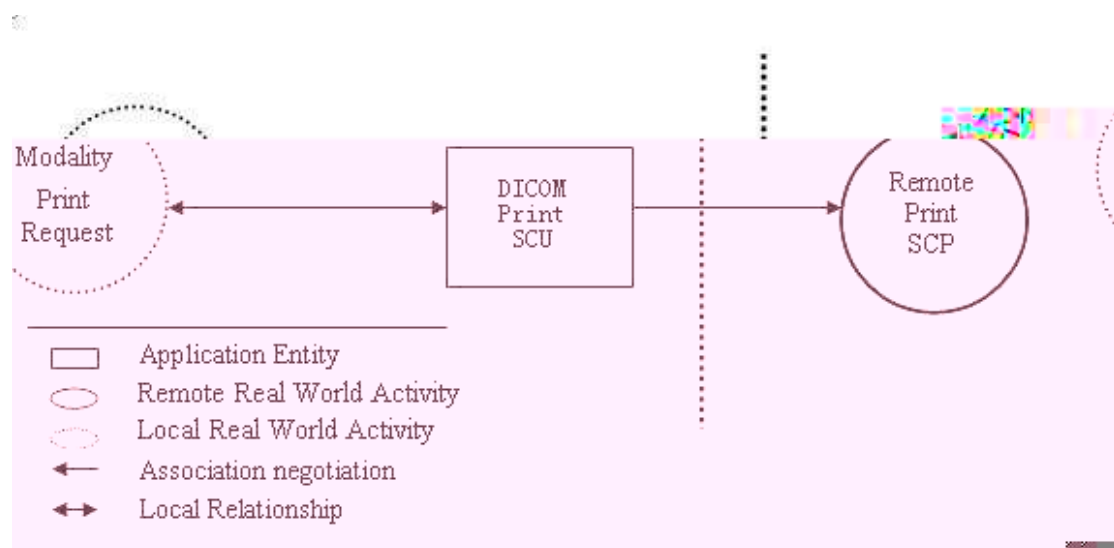 Modality
Print
Request
DICOM
Print
SCU
Remote
Print
SCP
Application Entity
Remote Real World Activity
Local Real World Activity
Association negotiation
Local Relationship